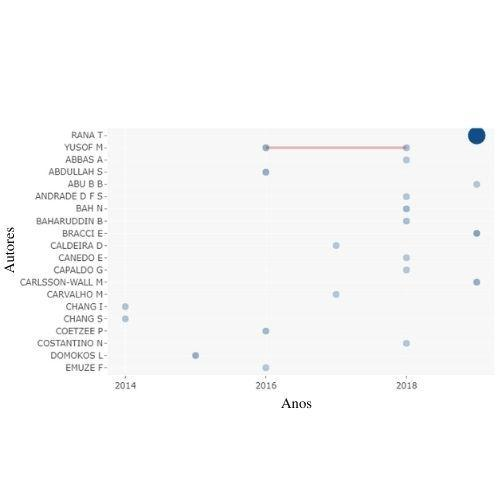 RANA T
YUSOF M
ABBAS A
ABDULLAH S
ABU B B
ANDRADE D F S
BAH N
BAHARUDDIN B
BRACCI E
CALDEIRA D
CANEDO E
CAPALDO G
CARLSSON-WALL M
CARVALHO M
CHANG I
CHANG S
COETZEE P
COSTANTINO N
DOMOKOS L
EMUZE F
Autores
2014 2016 2018
Anos